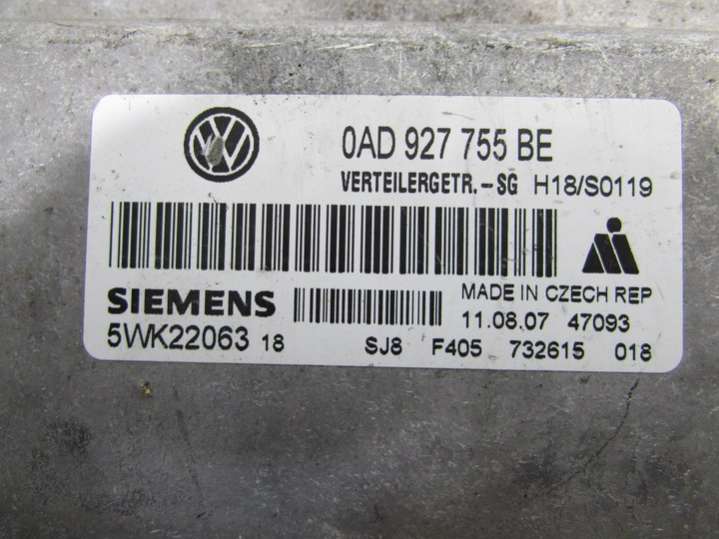 0AD 927 755 BE
VERTEILERGETR.-SG H18/S0119
SIEMENS
MADE IN CZECH REP
11.08.07 47093
5WK22063 18
SJ8 F405 732615 018